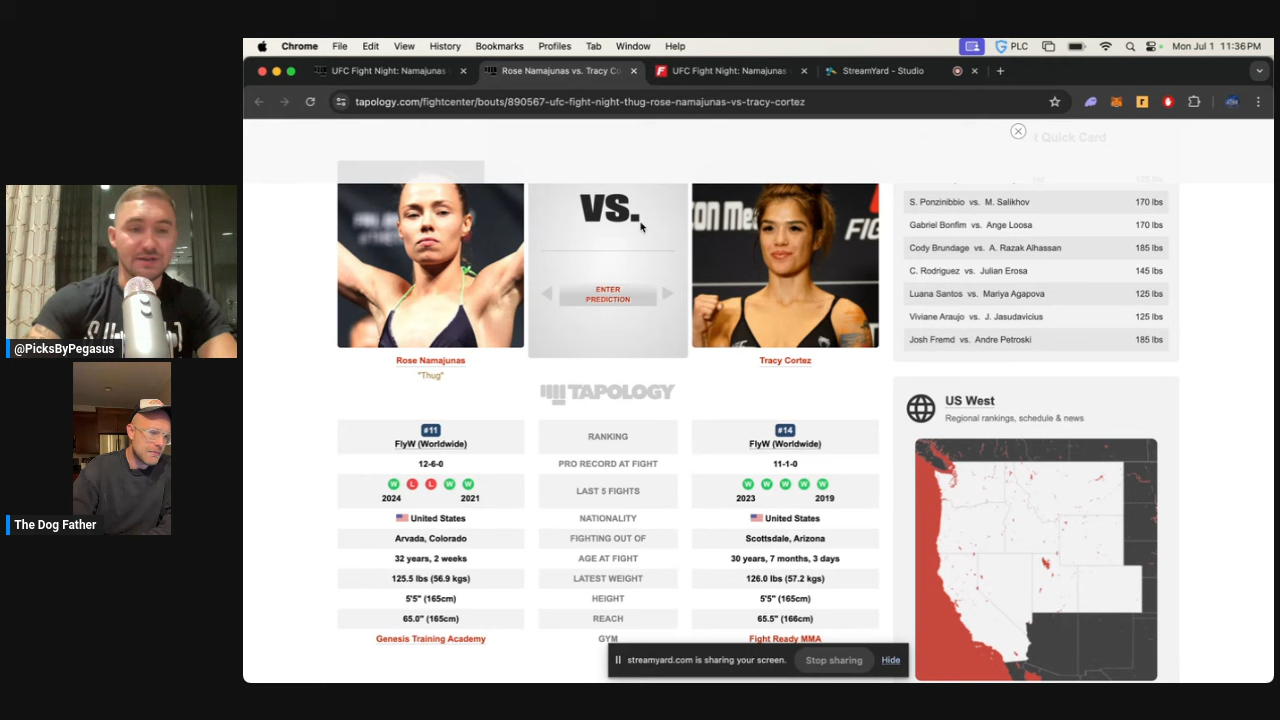 Chrome File Edit View History Bookmarks Profiles Tab Window Help
PLC Mon Jul 1 11:36PM
UFC Fight Night: Namajunas
Rose Namajunas vs. Tracy Co
UFC Fight Night: Namajunas
StreamYard - Studio
tapology.com/fightcenter/bouts/890567-ufc-fight-night-thug-rose-namajunas-vs-tracy-cortez
t Quick Card
125 lbs
S. Ponzinibbio vs. M. Salikhov 170 lbs
Gabriel Bonfim vs. Ange Loosa 170 lbs
Cody Brundage vs. A. Razak Alhassan 185 lbs
C. Rodriguez vs. Julian Erosa 145 lbs
Luana Santos vs. Mariya Agapova 125 lbs
Viviane Araujo vs. J. Jasudavicius 125 lbs
Josh Fremd vs. Andre Petroski 185 lbs
VS.
ENTER
PREDICTION
Rose Namajunas
"Thug"
Tracy Cortez
TAPOLOGY
#11
FlyW (Worldwide)
RANKING
#14
FlyW (Worldwide)
12-6-0 PRO RECORD AT FIGHT 11-1-0
W L L W W
2024 2021
LAST 5 FIGHTS
W W W W W
2023 2019
United States NATIONALITY United States
Arvada, Colorado FIGHTING OUT OF Scottsdale, Arizona
32 years, 2 weeks AGE AT FIGHT 30 years, 7 months, 3 days
125.5 lbs (56.9 kgs) LATEST WEIGHT 126.0 lbs (57.2 kgs)
5'5" (165cm) HEIGHT 5'5" (165cm)
65.0" (165cm) REACH 65.5" (166cm)
Genesis Training Academy GYM Fight Ready MMA
US West
Regional rankings, schedule & news
streamyard.com is sharing your screen. Stop sharing Hide
@PicksByPegasus
The Dog Father